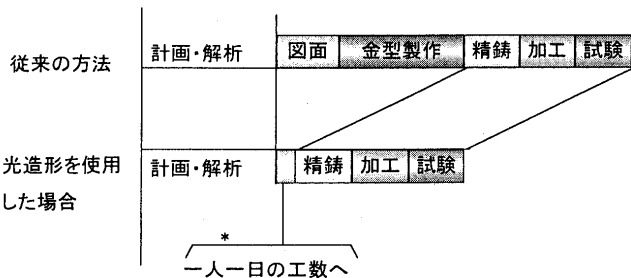 従来の方法 計画・解析 図面 金型製作 精鋳 加工 試験
光造形を使用した場合 計画・解析 精鋳 加工 試験
*
一人一日の工数へ